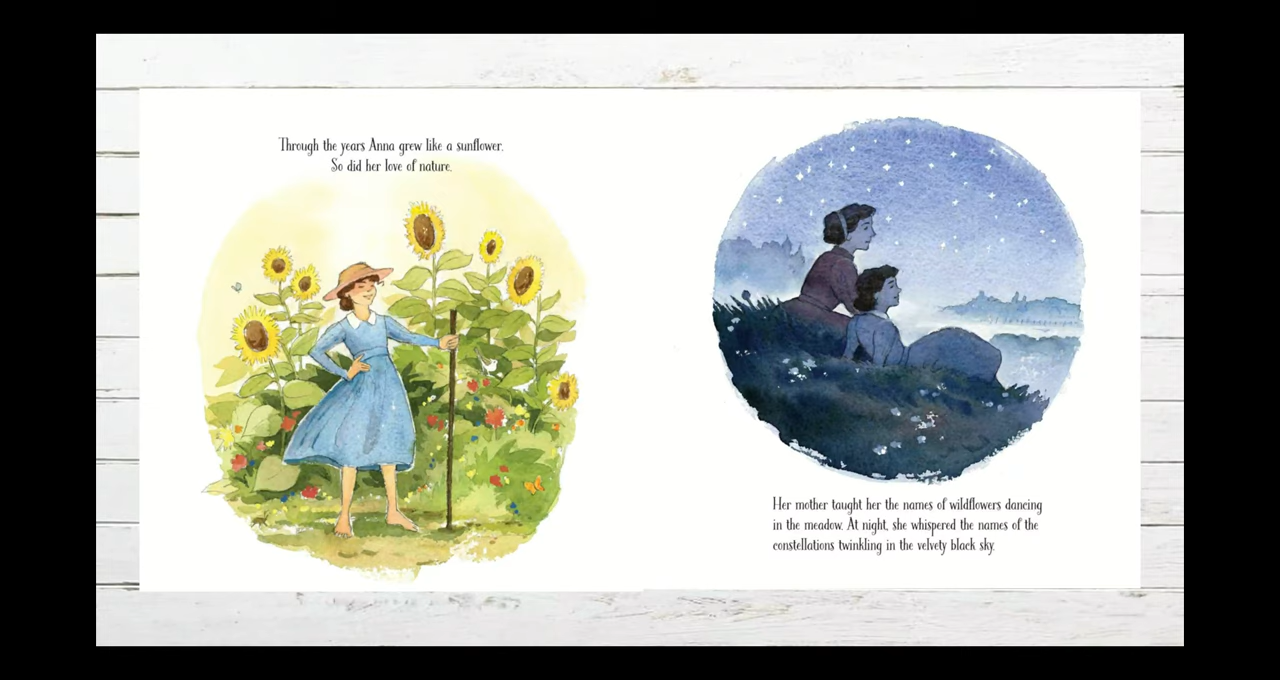 Through the years Anna grew like a sunflower.
So did her love of nature.
Her mother taught her the names of wildflowers dancing
in the meadow. At night, she whispered the names of the
constellations twinkling in the velvety black sky.